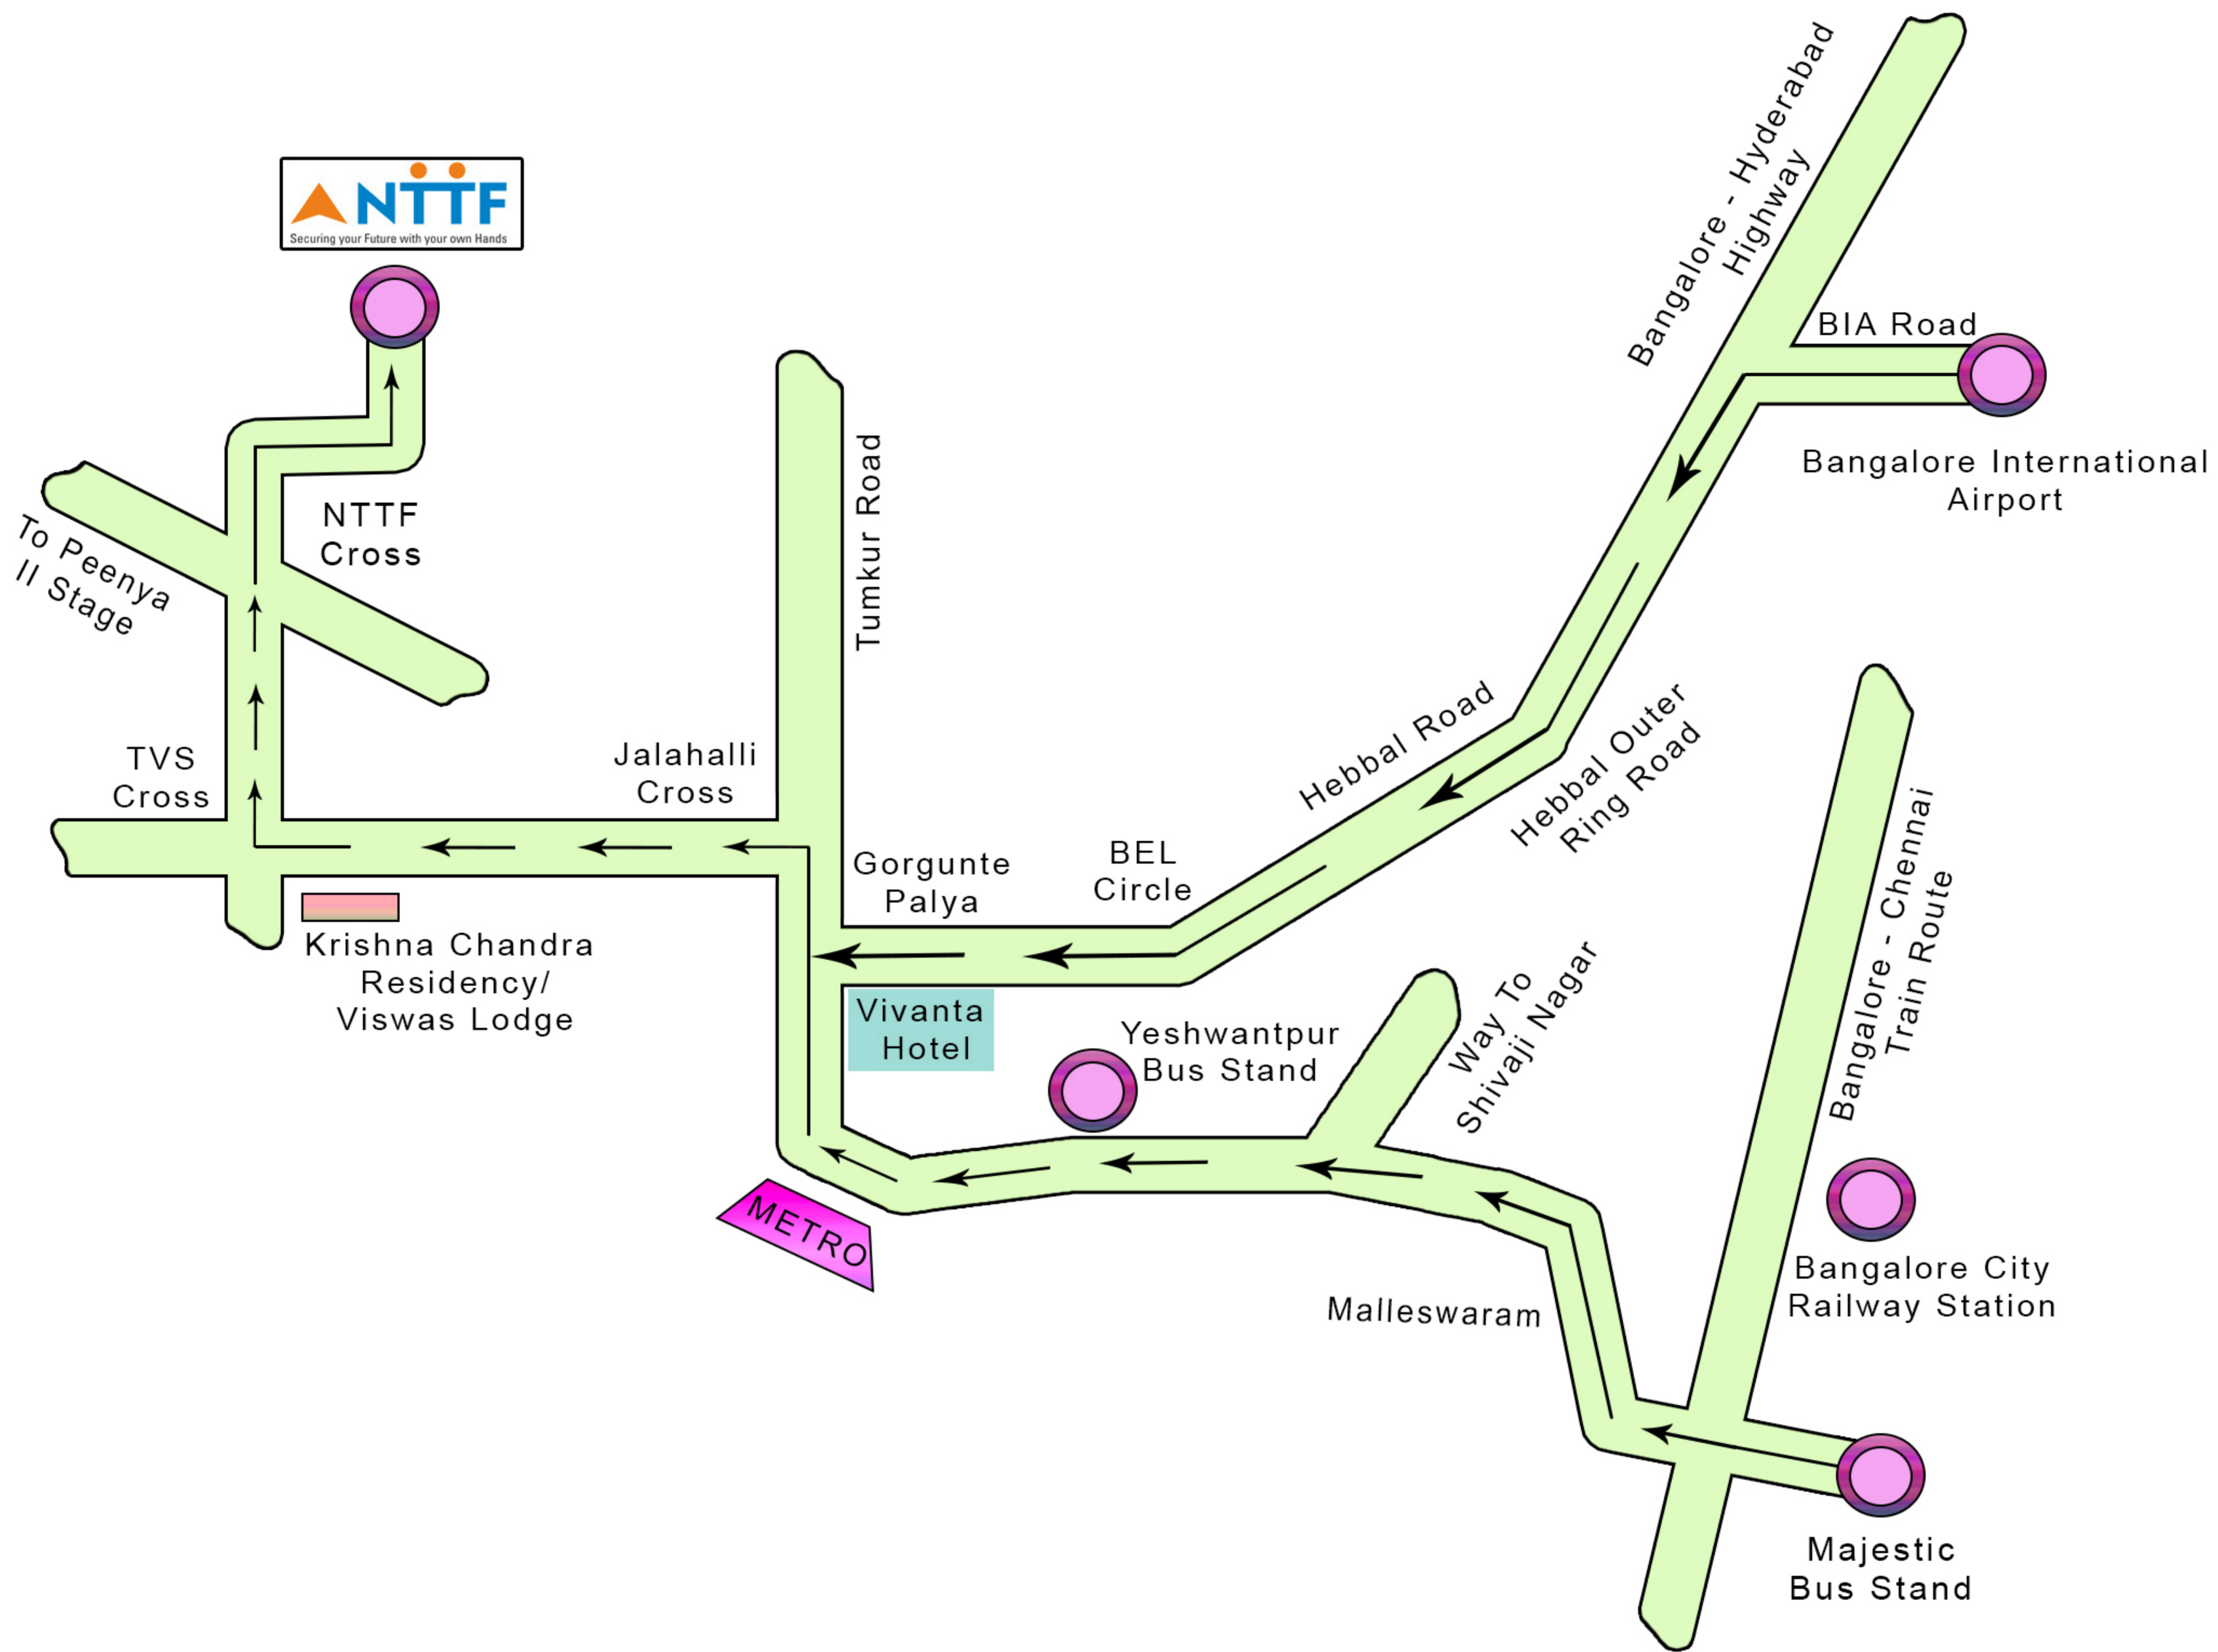 NTTF
Securing your Future with your own Hands
Bangalore - Hyderabad
Highway
BIA Road
Bangalore International
Airport
Tumkur Road
NTTF
Cross
To Peenya
II Stage
Hebbal Road
Hebbal Outer
Ring Road
TVS
Cross
Jalahalli
Cross
Gorgunte
Palya
BEL
Circle
Bangalore - Chennai
Train Route
Krishna Chandra
Residency/
Viswas Lodge
Vivanta
Hotel
Yeshwantpur
Bus Stand
Way To
Shivaji Nagar
METRO
Malleswaram
Bangalore City
Railway Station
Majestic
Bus Stand